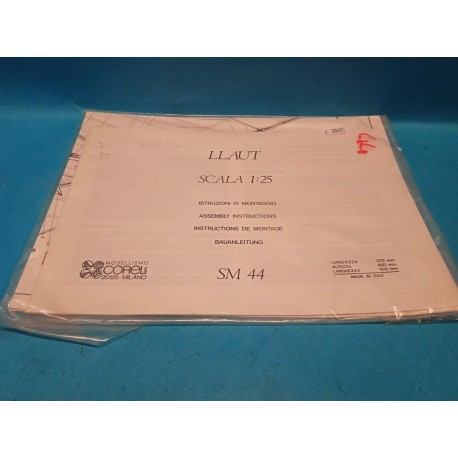 LLAUT
SCALA 1:25
ISTRUZIONI DI MONTAGGIO
ASSEMBLY INSTRUCTIONS
INSTRUCTIONS DE MONTAGE
BAUANLEITUNG
MODELLISMO
COREL
20125 MILANO
SM 44
LUNGHEZZA
ALTEZZA
LARGHEZZA
MADE IN ITALY